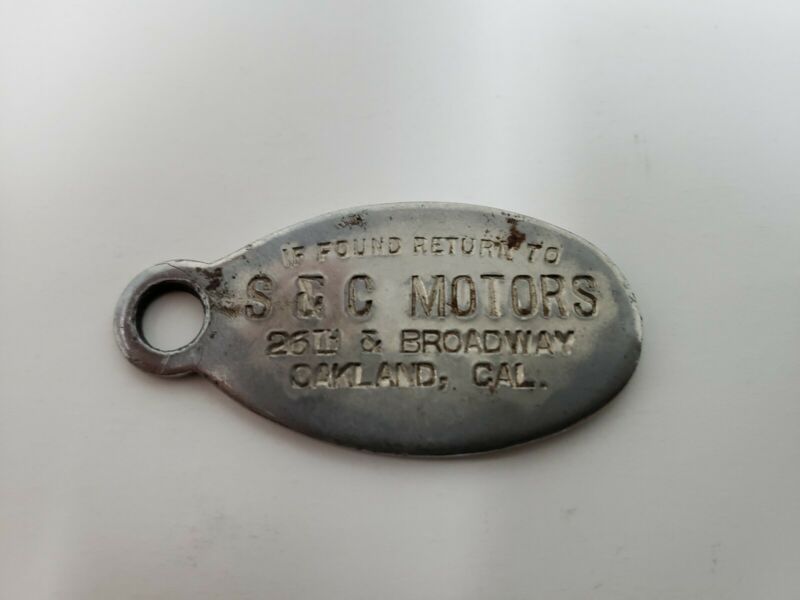 IF FOUND RETURN TO
S & C MOTORS
26TH & BROADWAY
OAKLAND, CAL.